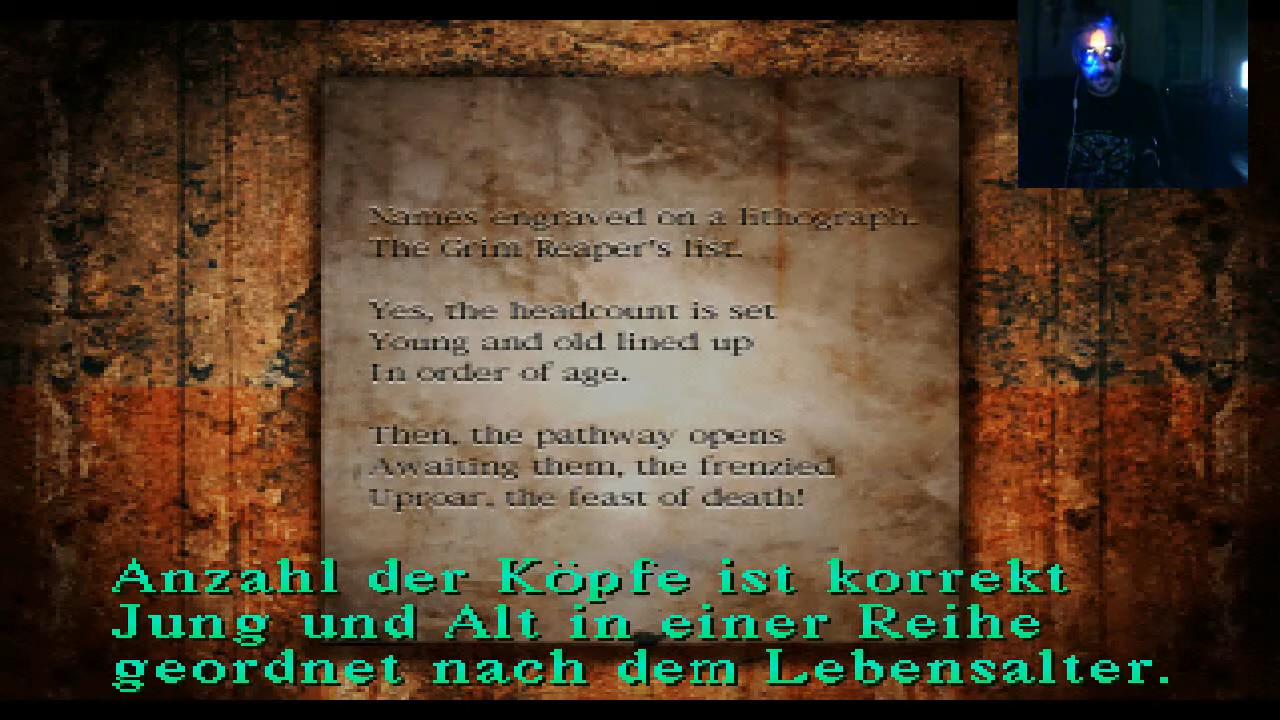 Names engraved on a lithograph.
The Grim Reaper's list.
Yes, the headcount is set
Young and old lined up
In order of age.
Then, the pathway opens
Awaiting them, the frenzied
Uproar, the feast of death!
Anzahl der Köpfe ist korrekt
Jung und Alt in einer Reihe
geordnet nach dem Lebensalter.